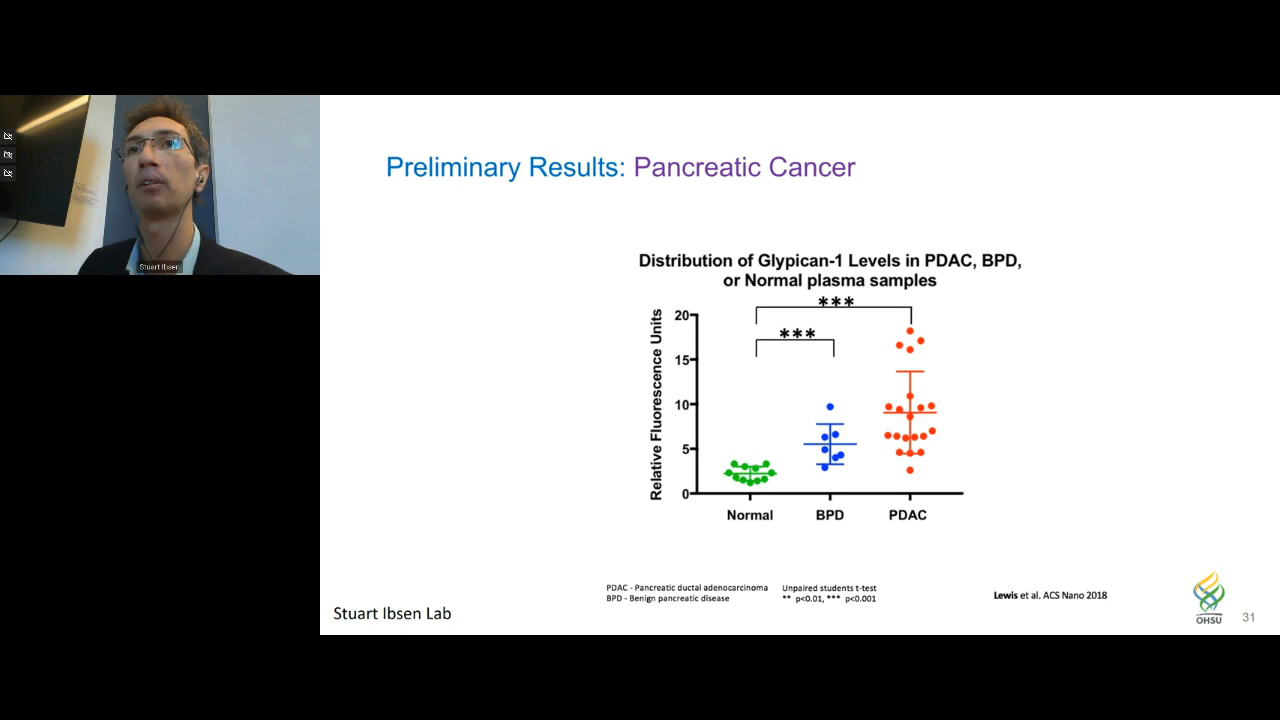 Stuart Ibsen
Preliminary Results: Pancreatic Cancer
Distribution of Glypican-1 Levels in PDAC, BPD,
or Normal plasma samples
***
***
Relative Fluorescence Units
20
15
10
5
0
Normal BPD PDAC
PDAC - Pancreatic ductal adenocarcinoma
BPD - Benign pancreatic disease
Unpaired students t-test
** p<0.01, *** p<0.001
Lewis et al. ACS Nano 2018
Stuart Ibsen Lab
OHSU
31